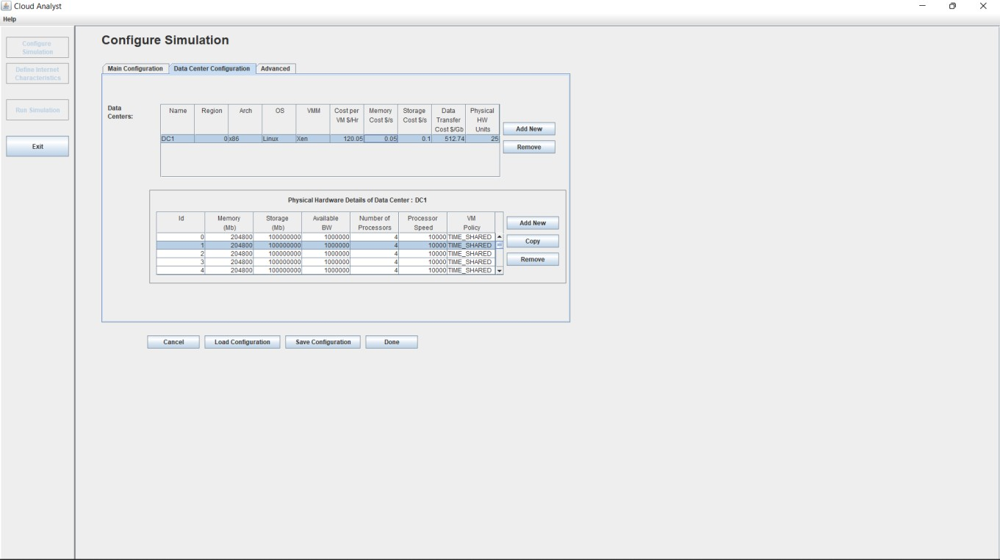 Cloud Analyst
Help
Configure
Simulation
Define Internet
Characteristics
Run Simulation
Exit
Configure Simulation
Main Configuration Data Center Configuration Advanced
Data
Centers:
Name Region Arch OS VMM Cost per Memory Storage Data Physical
VM $/Hr Cost $/s Cost $/s Transfer HW
Cost $/Gb Units
DC1 0 x86 Linux Xen 120.05 0.05 0.1 512.74 25
Add New
Remove
Physical Hardware Details of Data Center : DC1
Id Memory Storage Available Number of Processor VM
(Mb) (Mb) BW Processors Speed Policy
0 204800 100000000 1000000 4 10000 TIME_SHARED
1 204800 100000000 1000000 4 10000 TIME_SHARED
2 204800 100000000 1000000 4 10000 TIME_SHARED
3 204800 100000000 1000000 4 10000 TIME_SHARED
4 204800 100000000 1000000 4 10000 TIME_SHARED
Add New
Copy
Remove
Cancel Load Configuration Save Configuration Done